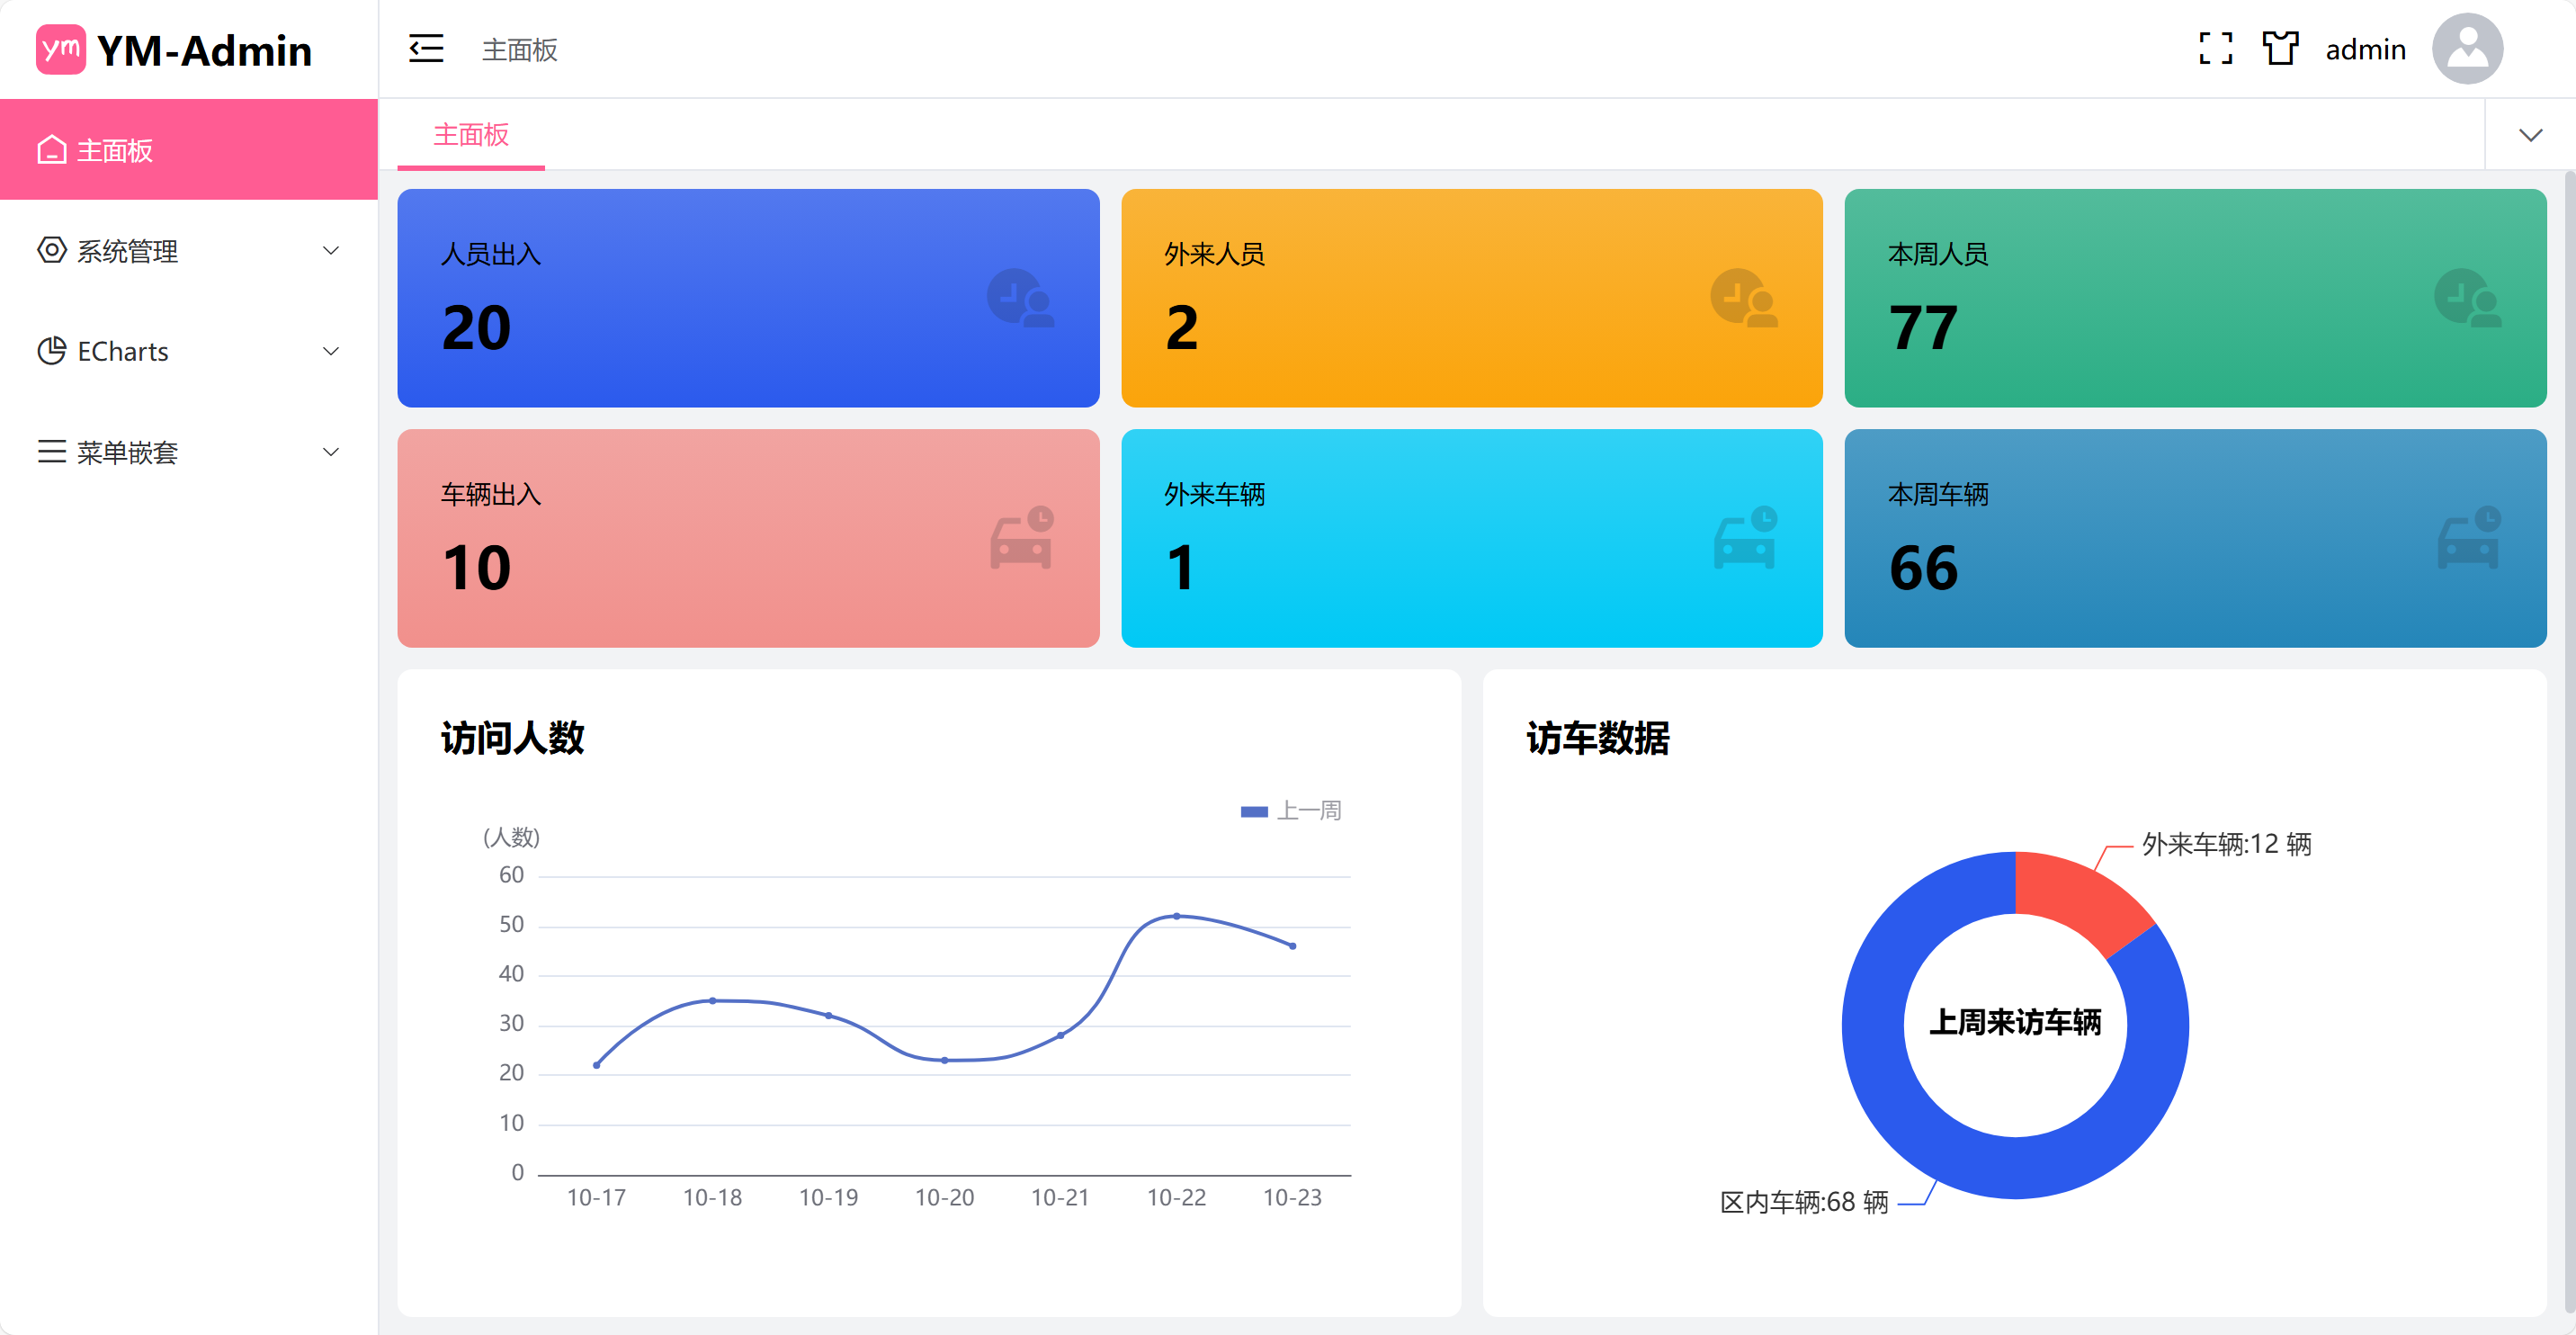 ym YM-Admin
主面板
admin
主面板
系统管理
ECharts
菜单嵌套
主面板
人员出入
20
外来人员
2
本周人员
77
车辆出入
10
外来车辆
1
本周车辆
66
访问人数
上一周
(人数)
60
50
40
30
20
10
0
10-17 10-18 10-19 10-20 10-21 10-22 10-23
访车数据
外来车辆:12 辆
上周来访车辆
区内车辆:68 辆